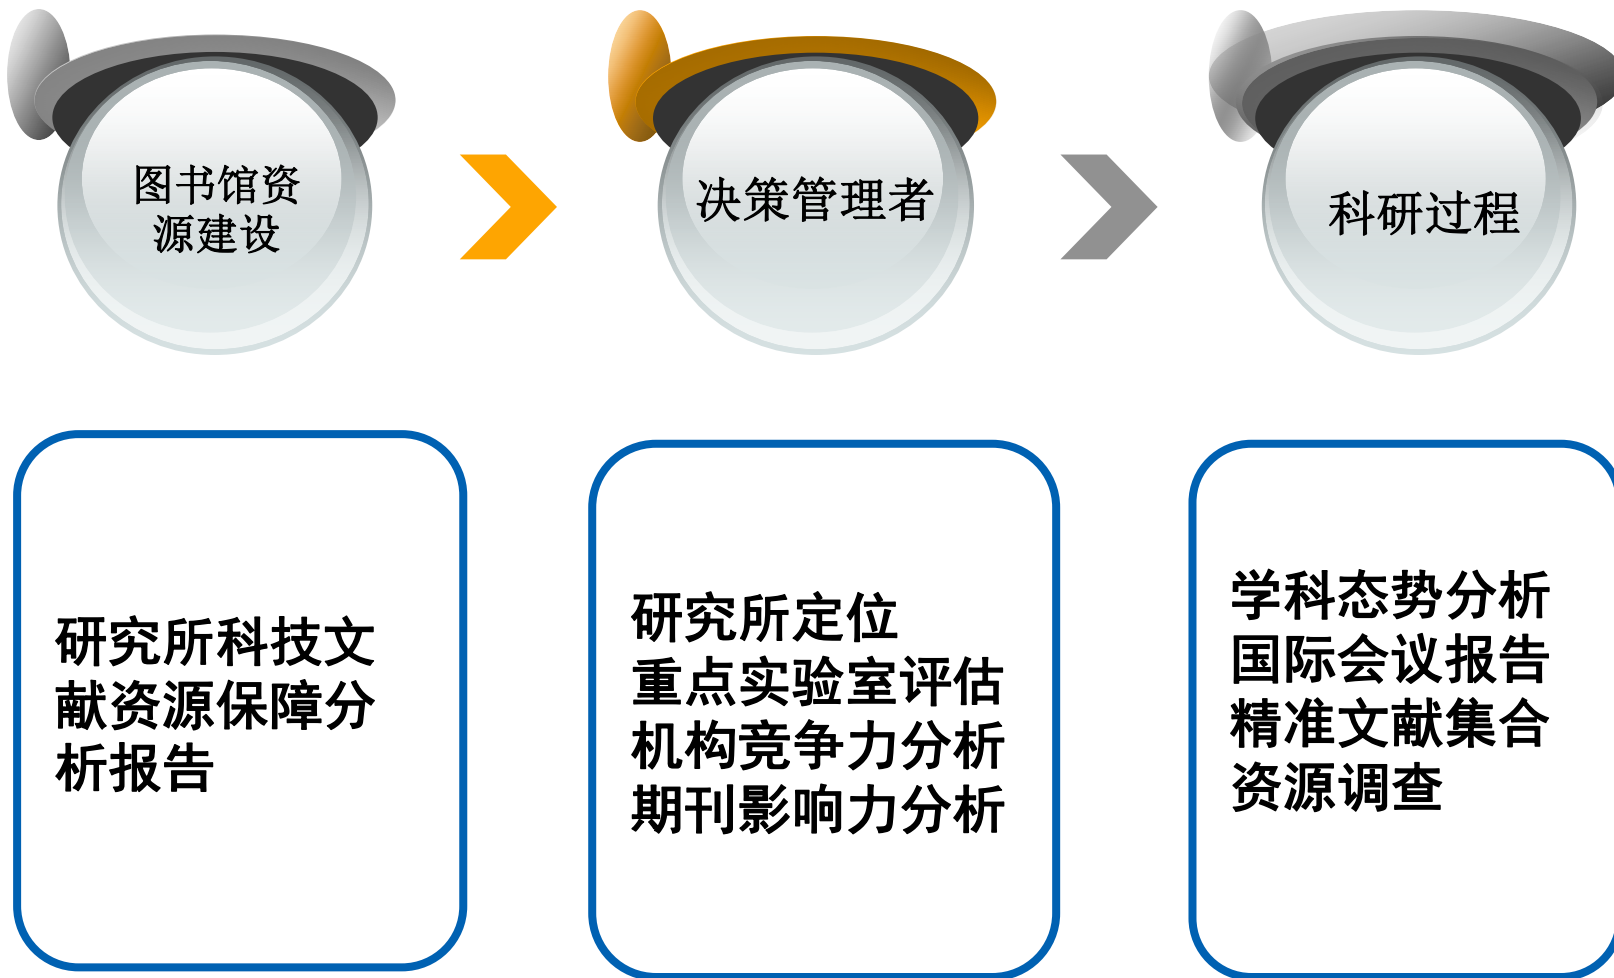 图书馆资
源建设
决策管理者
科研过程
研究所科技文
献资源保障分
析报告
研究所定位
重点实验室评估
机构竞争力分析
期刊影响力分析
学科态势分析
国际会议报告
精准文献集合
资源调查